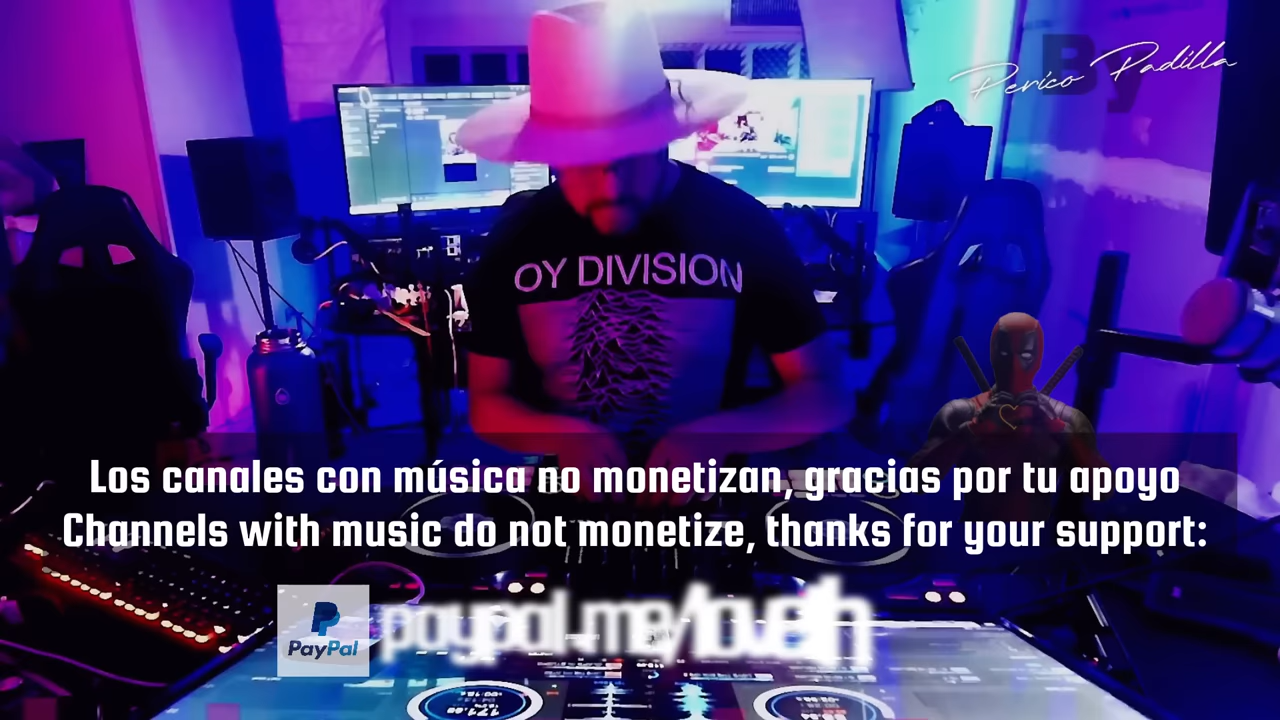 By
Perico Padilla
OY DIVISION
Los canales con música no monetizan, gracias por tu apoyo
Channels with music do not monetize, thanks for your support:
PayPal